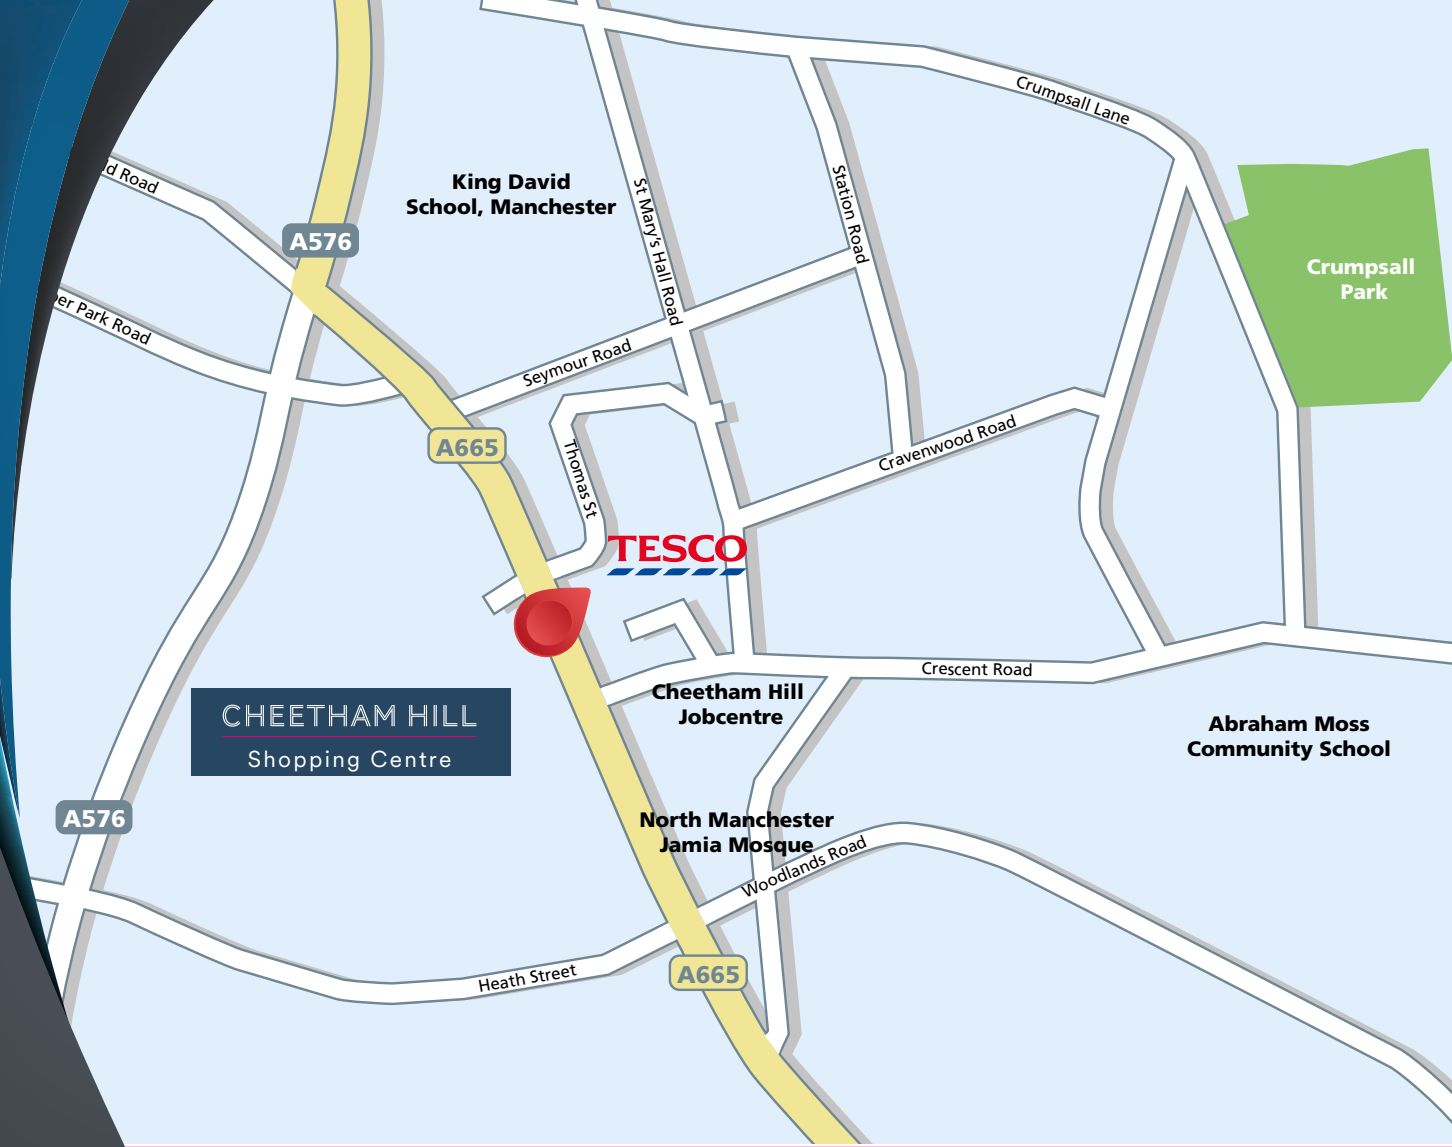 Crumpsall Lane
ld Road
King David
School, Manchester
St Mary's Hall Road
Station Road
A576
Crumpsall
Park
per Park Road
Seymour Road
A665
Cravenwood Road
Thomas St
TESCO
Crescent Road
Cheetham Hill
Jobcentre
CHEETHAM HILL
Shopping Centre
Abraham Moss
Community School
A576
North Manchester
Jamia Mosque
Woodlands Road
Heath Street
A665